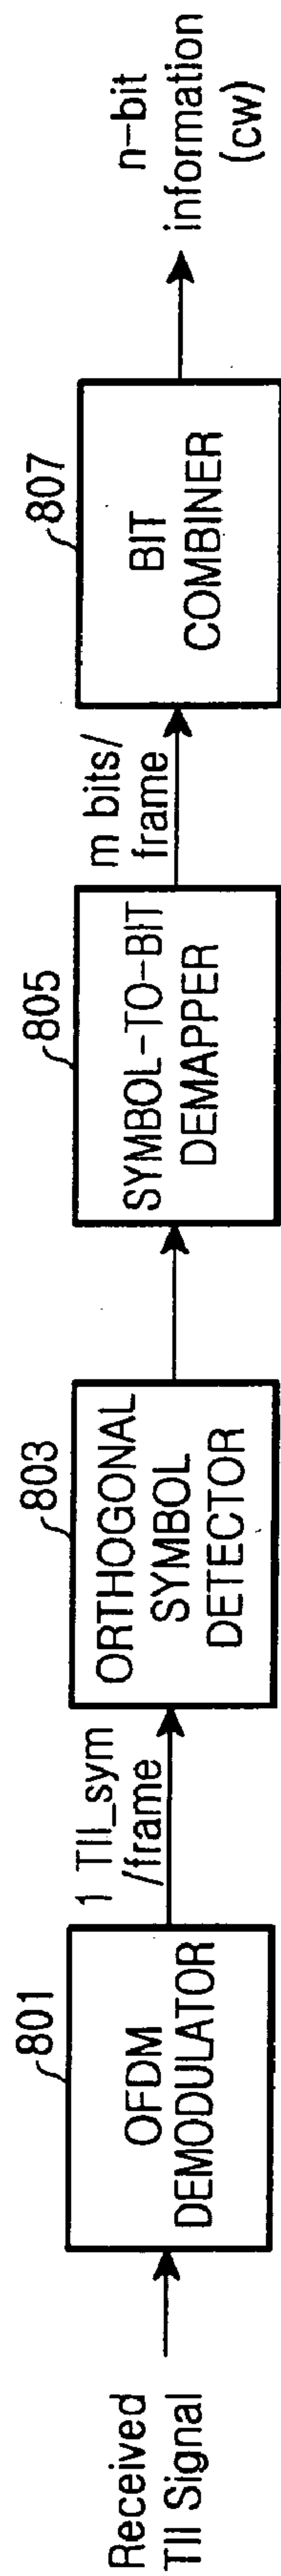 Received
TII Signal
801
OFDM
DEMODULATOR
1 TII_sym
/frame
803
ORTHOGONAL
SYMBOL
DETECTOR
805
SYMBOL-TO-BIT
DEMAPPER
m bits/
frame
807
BIT
COMBINER
n-bit
information
(cw)